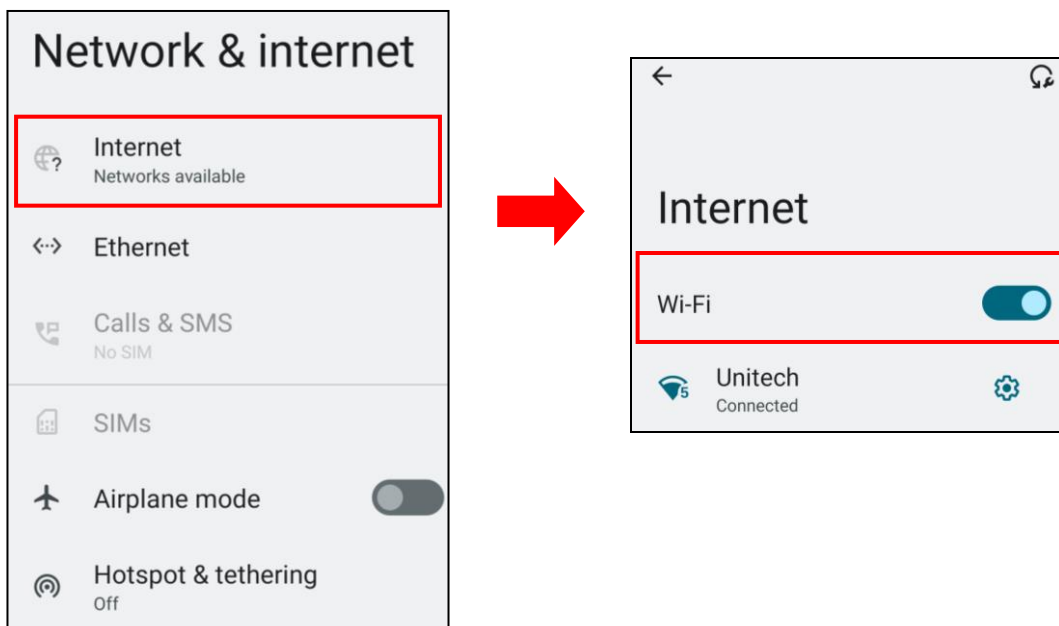 Network & internet
Internet
Networks available
Ethernet
Calls & SMS
No SIM
SIMs
Airplane mode
Hotspot & tethering
Off
Internet
Wi-Fi
Unitech
Connected